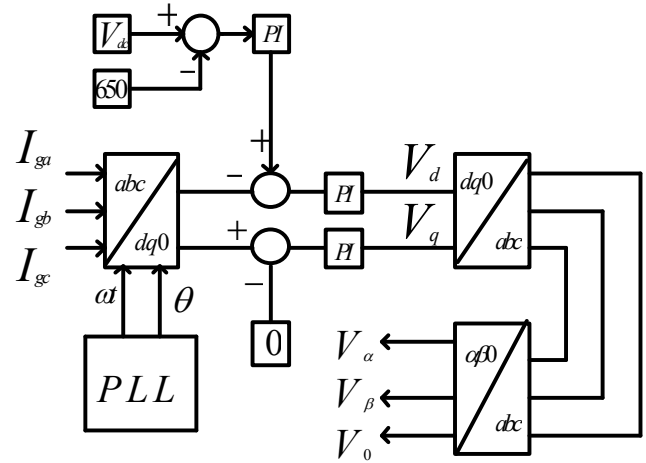 +
V_dc
PI
−
650
+
I_ga
abc
−
PI
V_d
dq0
I_gb
dq0
+
PI
V_q
abc
I_gc
−
ωt
θ
0
PLL
V_α
αβ0
V_β
abc
V_0